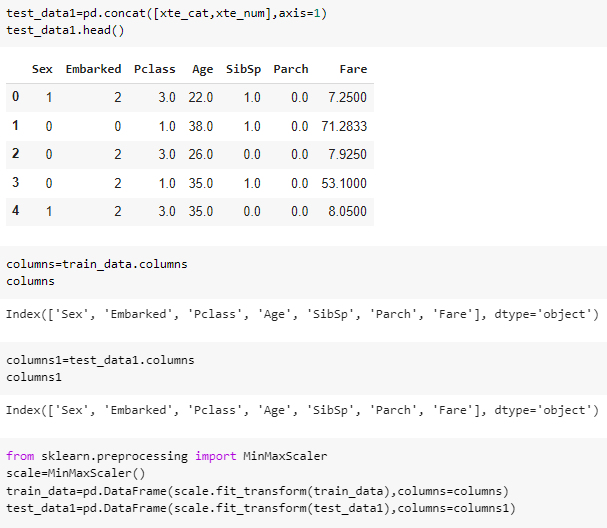 test_data1=pd.concat([xte_cat,xte_num],axis=1)
test_data1.head()
Sex Embarked Pclass Age SibSp Parch Fare
0 1 2 3.0 22.0 1.0 0.0 7.2500
1 0 0 1.0 38.0 1.0 0.0 71.2833
2 0 2 3.0 26.0 0.0 0.0 7.9250
3 0 2 1.0 35.0 1.0 0.0 53.1000
4 1 2 3.0 35.0 0.0 0.0 8.0500
columns=train_data.columns
columns
Index(['Sex', 'Embarked', 'Pclass', 'Age', 'SibSp', 'Parch', 'Fare'], dtype='object')
columns1=test_data1.columns
columns1
Index(['Sex', 'Embarked', 'Pclass', 'Age', 'SibSp', 'Parch', 'Fare'], dtype='object')
from sklearn.preprocessing import MinMaxScaler
scale=MinMaxScaler()
train_data=pd.DataFrame(scale.fit_transform(train_data),columns=columns)
test_data1=pd.DataFrame(scale.fit_transform(test_data1),columns=columns1)